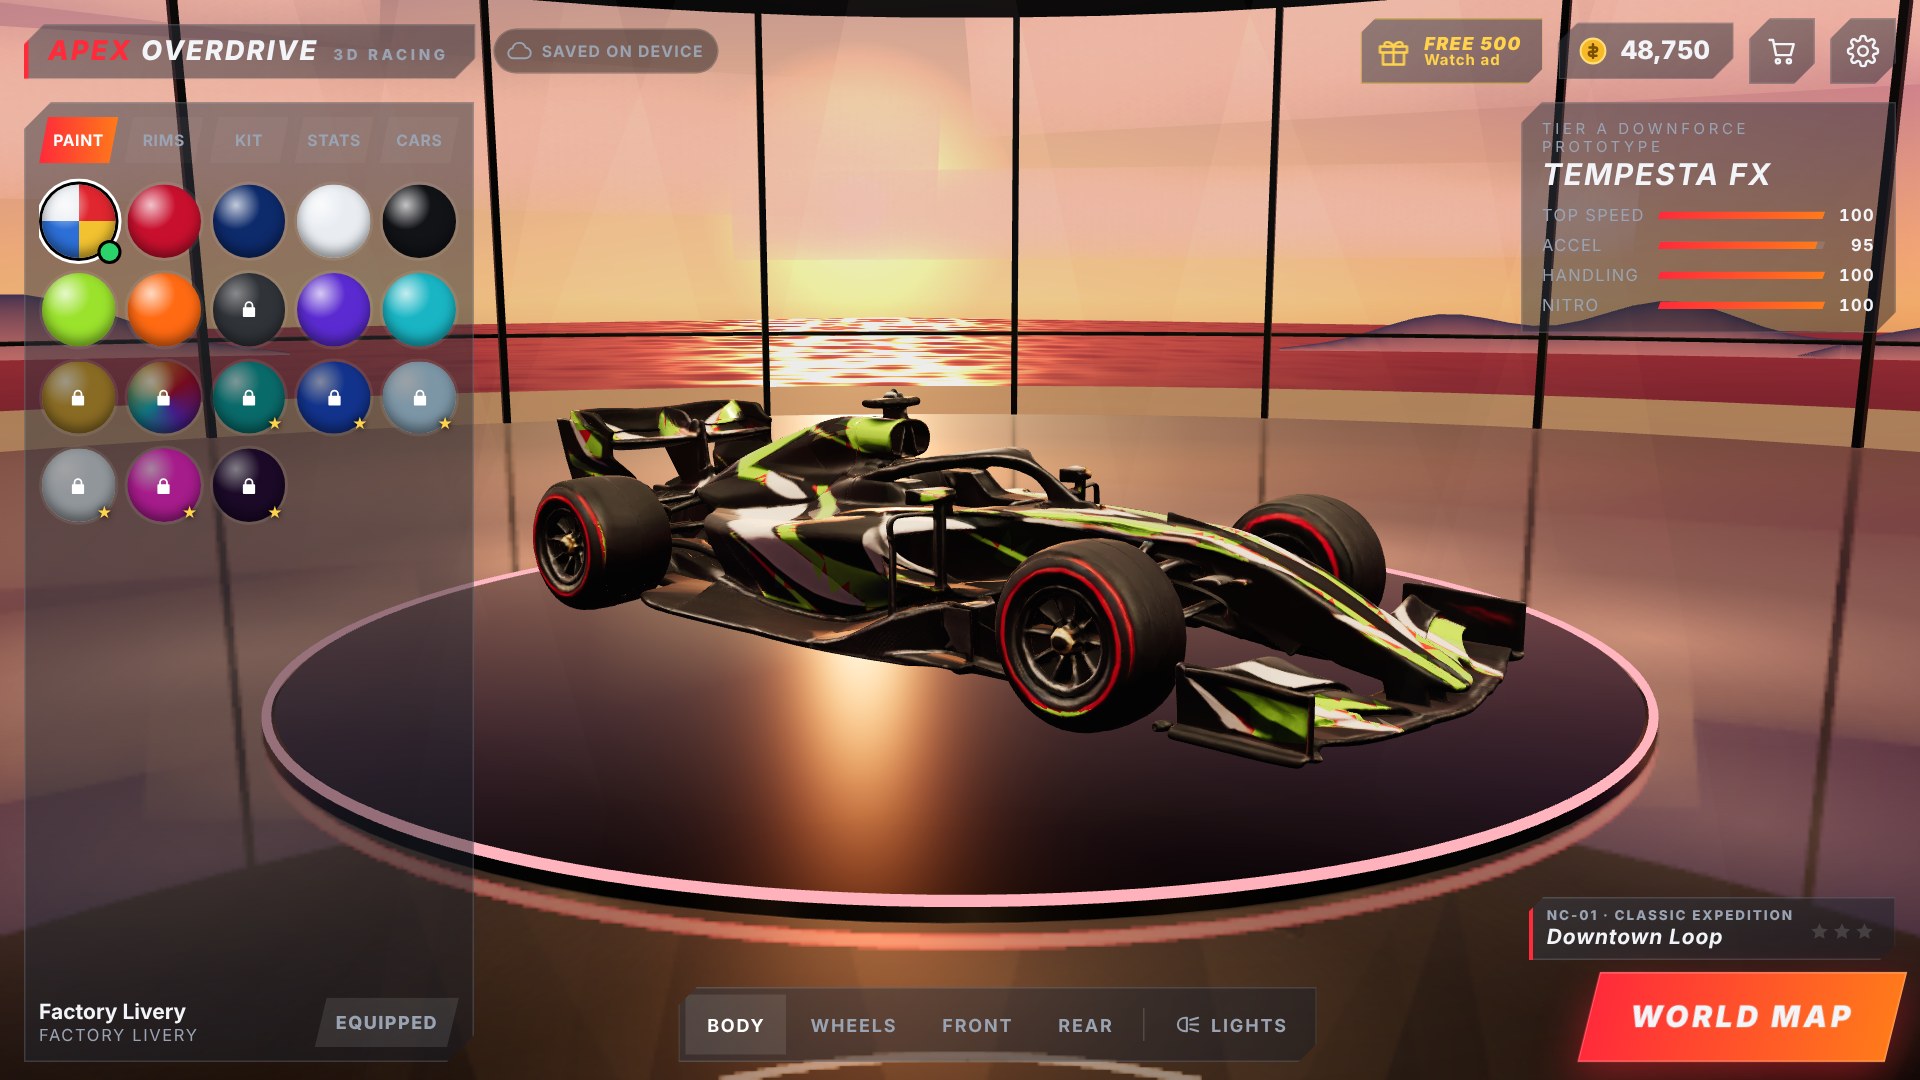 APEX OVERDRIVE 3D RACING
SAVED ON DEVICE
FREE 500
Watch ad
48,750
PAINT RIMS KIT STATS CARS
TIER A DOWNFORCE
PROTOTYPE
TEMPESTA FX
TOP SPEED 100
ACCEL 95
HANDLING 100
NITRO 100
NC-01 · CLASSIC EXPEDITION
Downtown Loop
Factory Livery
FACTORY LIVERY
EQUIPPED
BODY WHEELS FRONT REAR LIGHTS
WORLD MAP